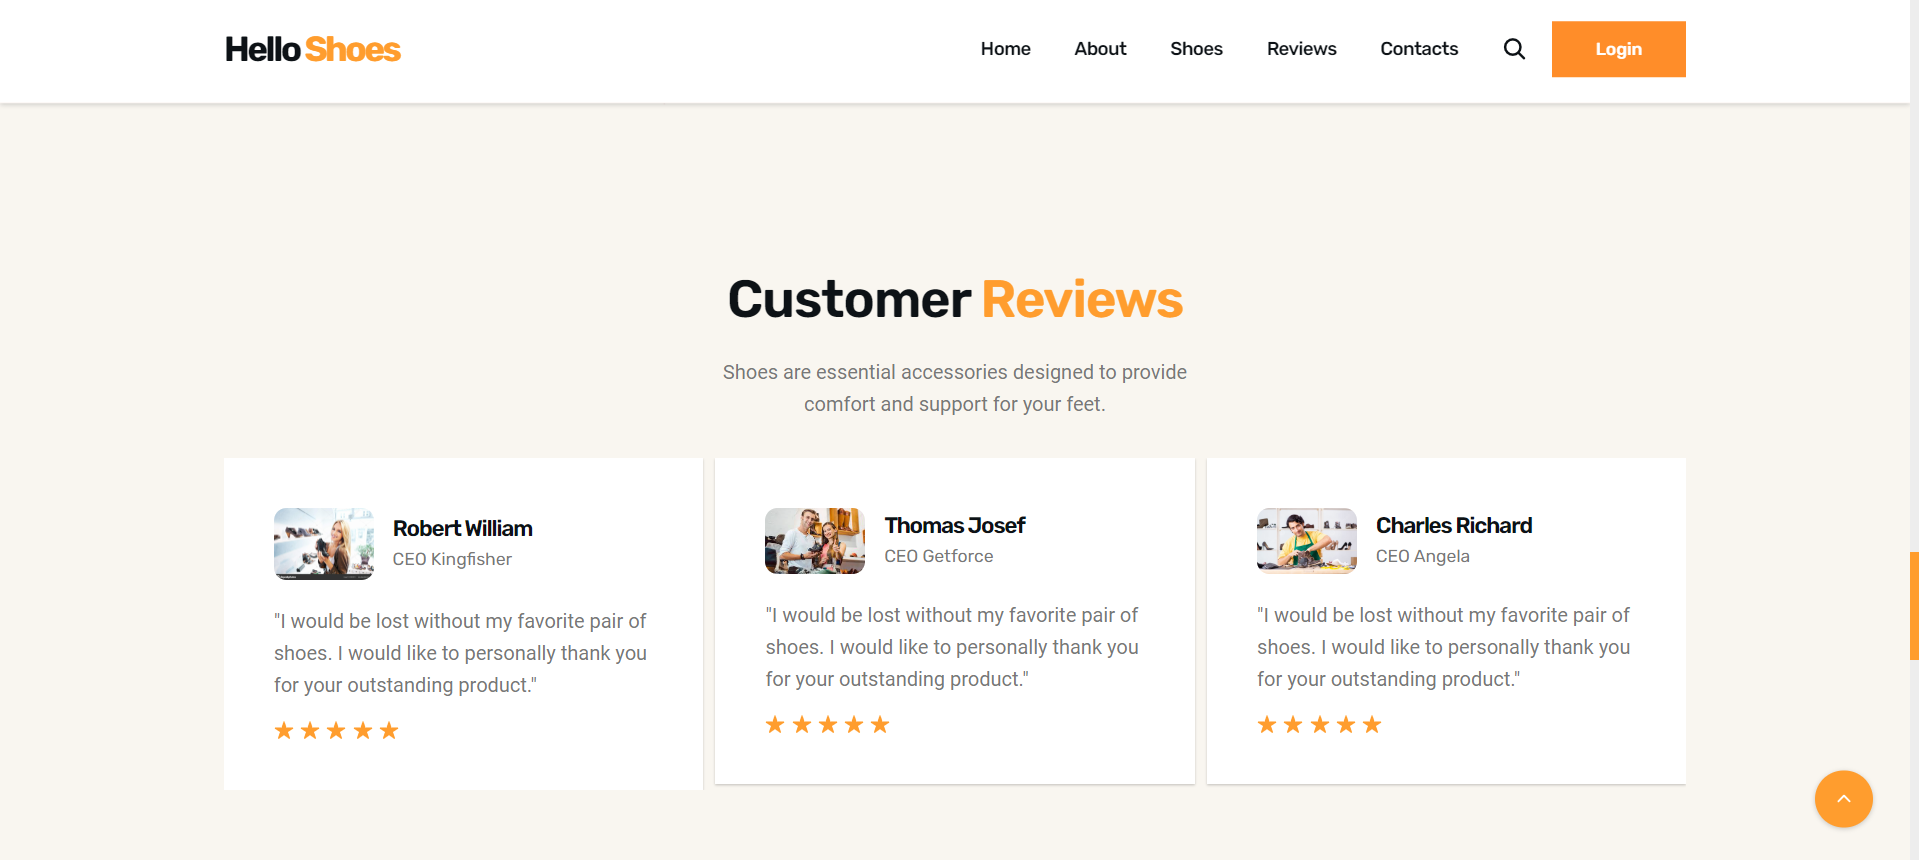 Hello Shoes
Home
About
Shoes
Reviews
Contacts
Login
Customer Reviews
Shoes are essential accessories designed to provide
comfort and support for your feet.
Robert William
CEO Kingfisher
"I would be lost without my favorite pair of
shoes. I would like to personally thank you
for your outstanding product."
Thomas Josef
CEO Getforce
"I would be lost without my favorite pair of
shoes. I would like to personally thank you
for your outstanding product."
Charles Richard
CEO Angela
"I would be lost without my favorite pair of
shoes. I would like to personally thank you
for your outstanding product."